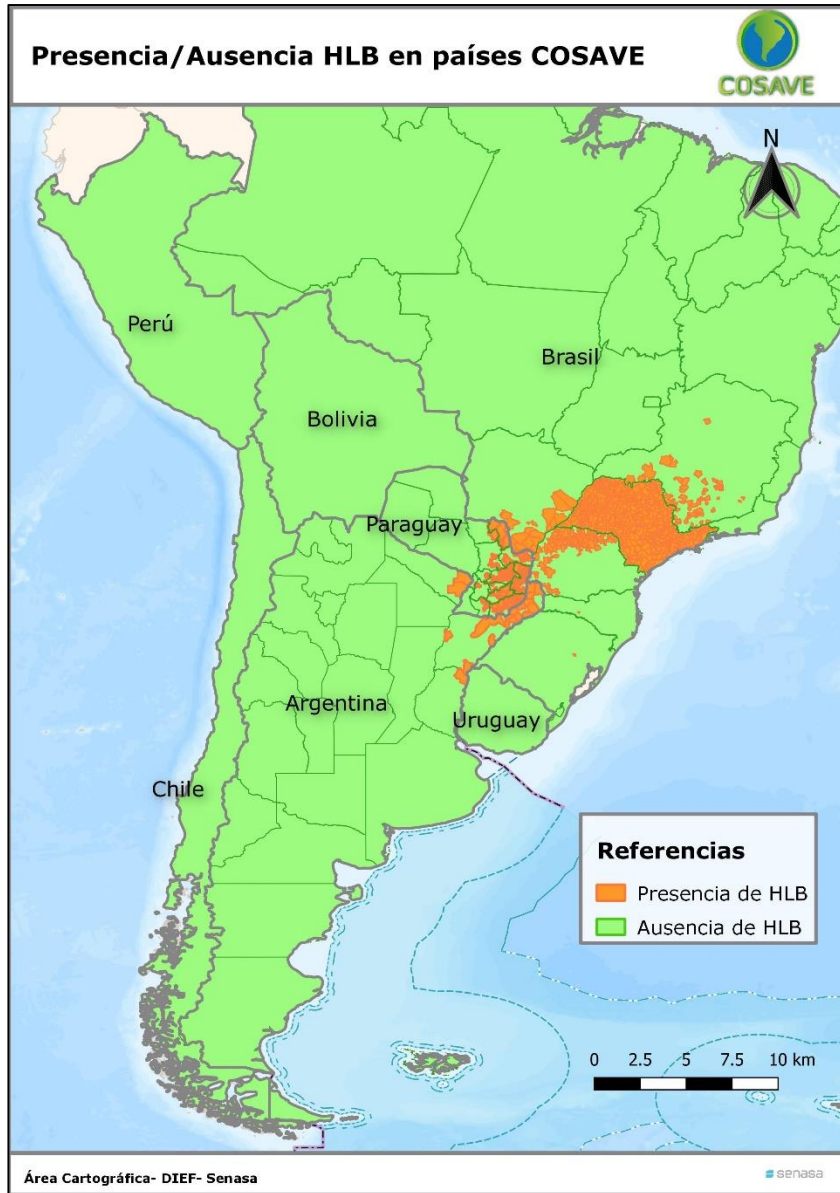 Presencia/Ausencia HLB en países COSAVE
COSAVE
N
Perú
Brasil
Bolivia
Paraguay
Argentina
Uruguay
Chile
Referencias
Presencia de HLB
Ausencia de HLB
0 2.5 5 7.5 10 km
Área Cartográfica- DIEF- Senasa
senasa